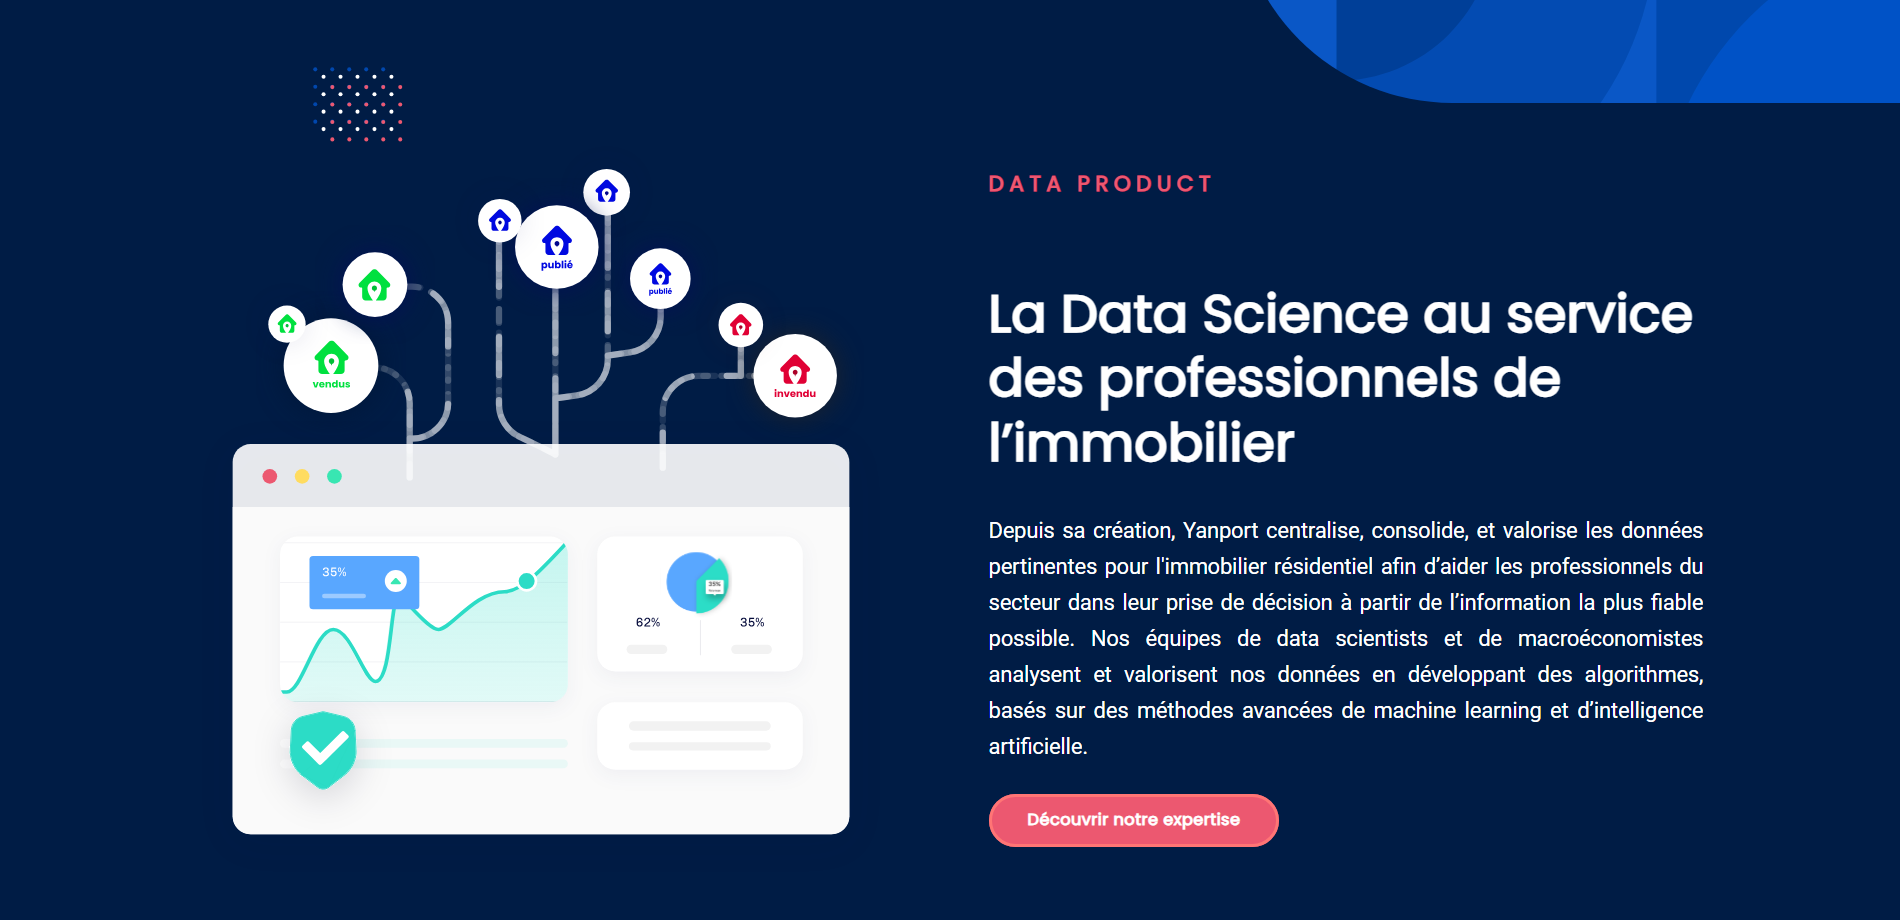 DATA PRODUCT
La Data Science au service
des professionnels de
l’immobilier
Depuis sa création, Yanport centralise, consolide, et valorise les données
pertinentes pour l'immobilier résidentiel afin d’aider les professionnels du
secteur dans leur prise de décision à partir de l’information la plus fiable
possible. Nos équipes de data scientists et de macroéconomistes
analysent et valorisent nos données en développant des algorithmes,
basés sur des méthodes avancées de machine learning et d’intelligence
artificielle.
Découvrir notre expertise
publié
publié
vendus
invendu
35%
35%
62%
35%